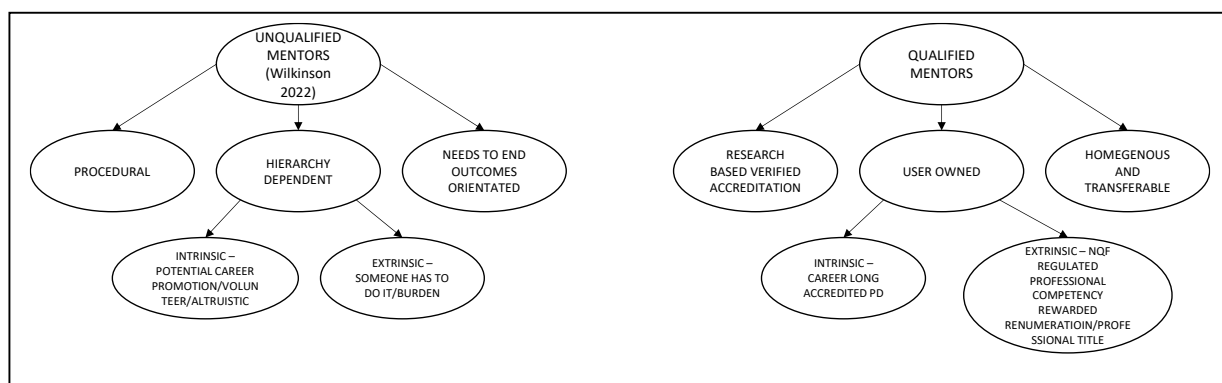 UNQUALIFIED
MENTORS
(Wilkinson
2022)
PROCEDURAL
HIERARCHY
DEPENDENT
NEEDS TO END
OUTCOMES
ORIENTATED
INTRINSIC –
POTENTIAL CAREER
PROMOTION/VOLUN
TEER/ALTRUISTIC
EXTRINSIC –
SOMEONE HAS TO
DO IT/BURDEN
QUALIFIED
MENTORS
RESEARCH
BASED VERIFIED
ACCREDITATION
USER OWNED
HOMEGENOUS
AND
TRANSFERABLE
INTRINSIC –
CAREER LONG
ACCREDITED PD
EXTRINSIC – NQF
REGULATED
PROFESSIONAL
COMPETENCY
REWARDED
RENUMERATIOIN/PROFE
SSIONAL TITLE